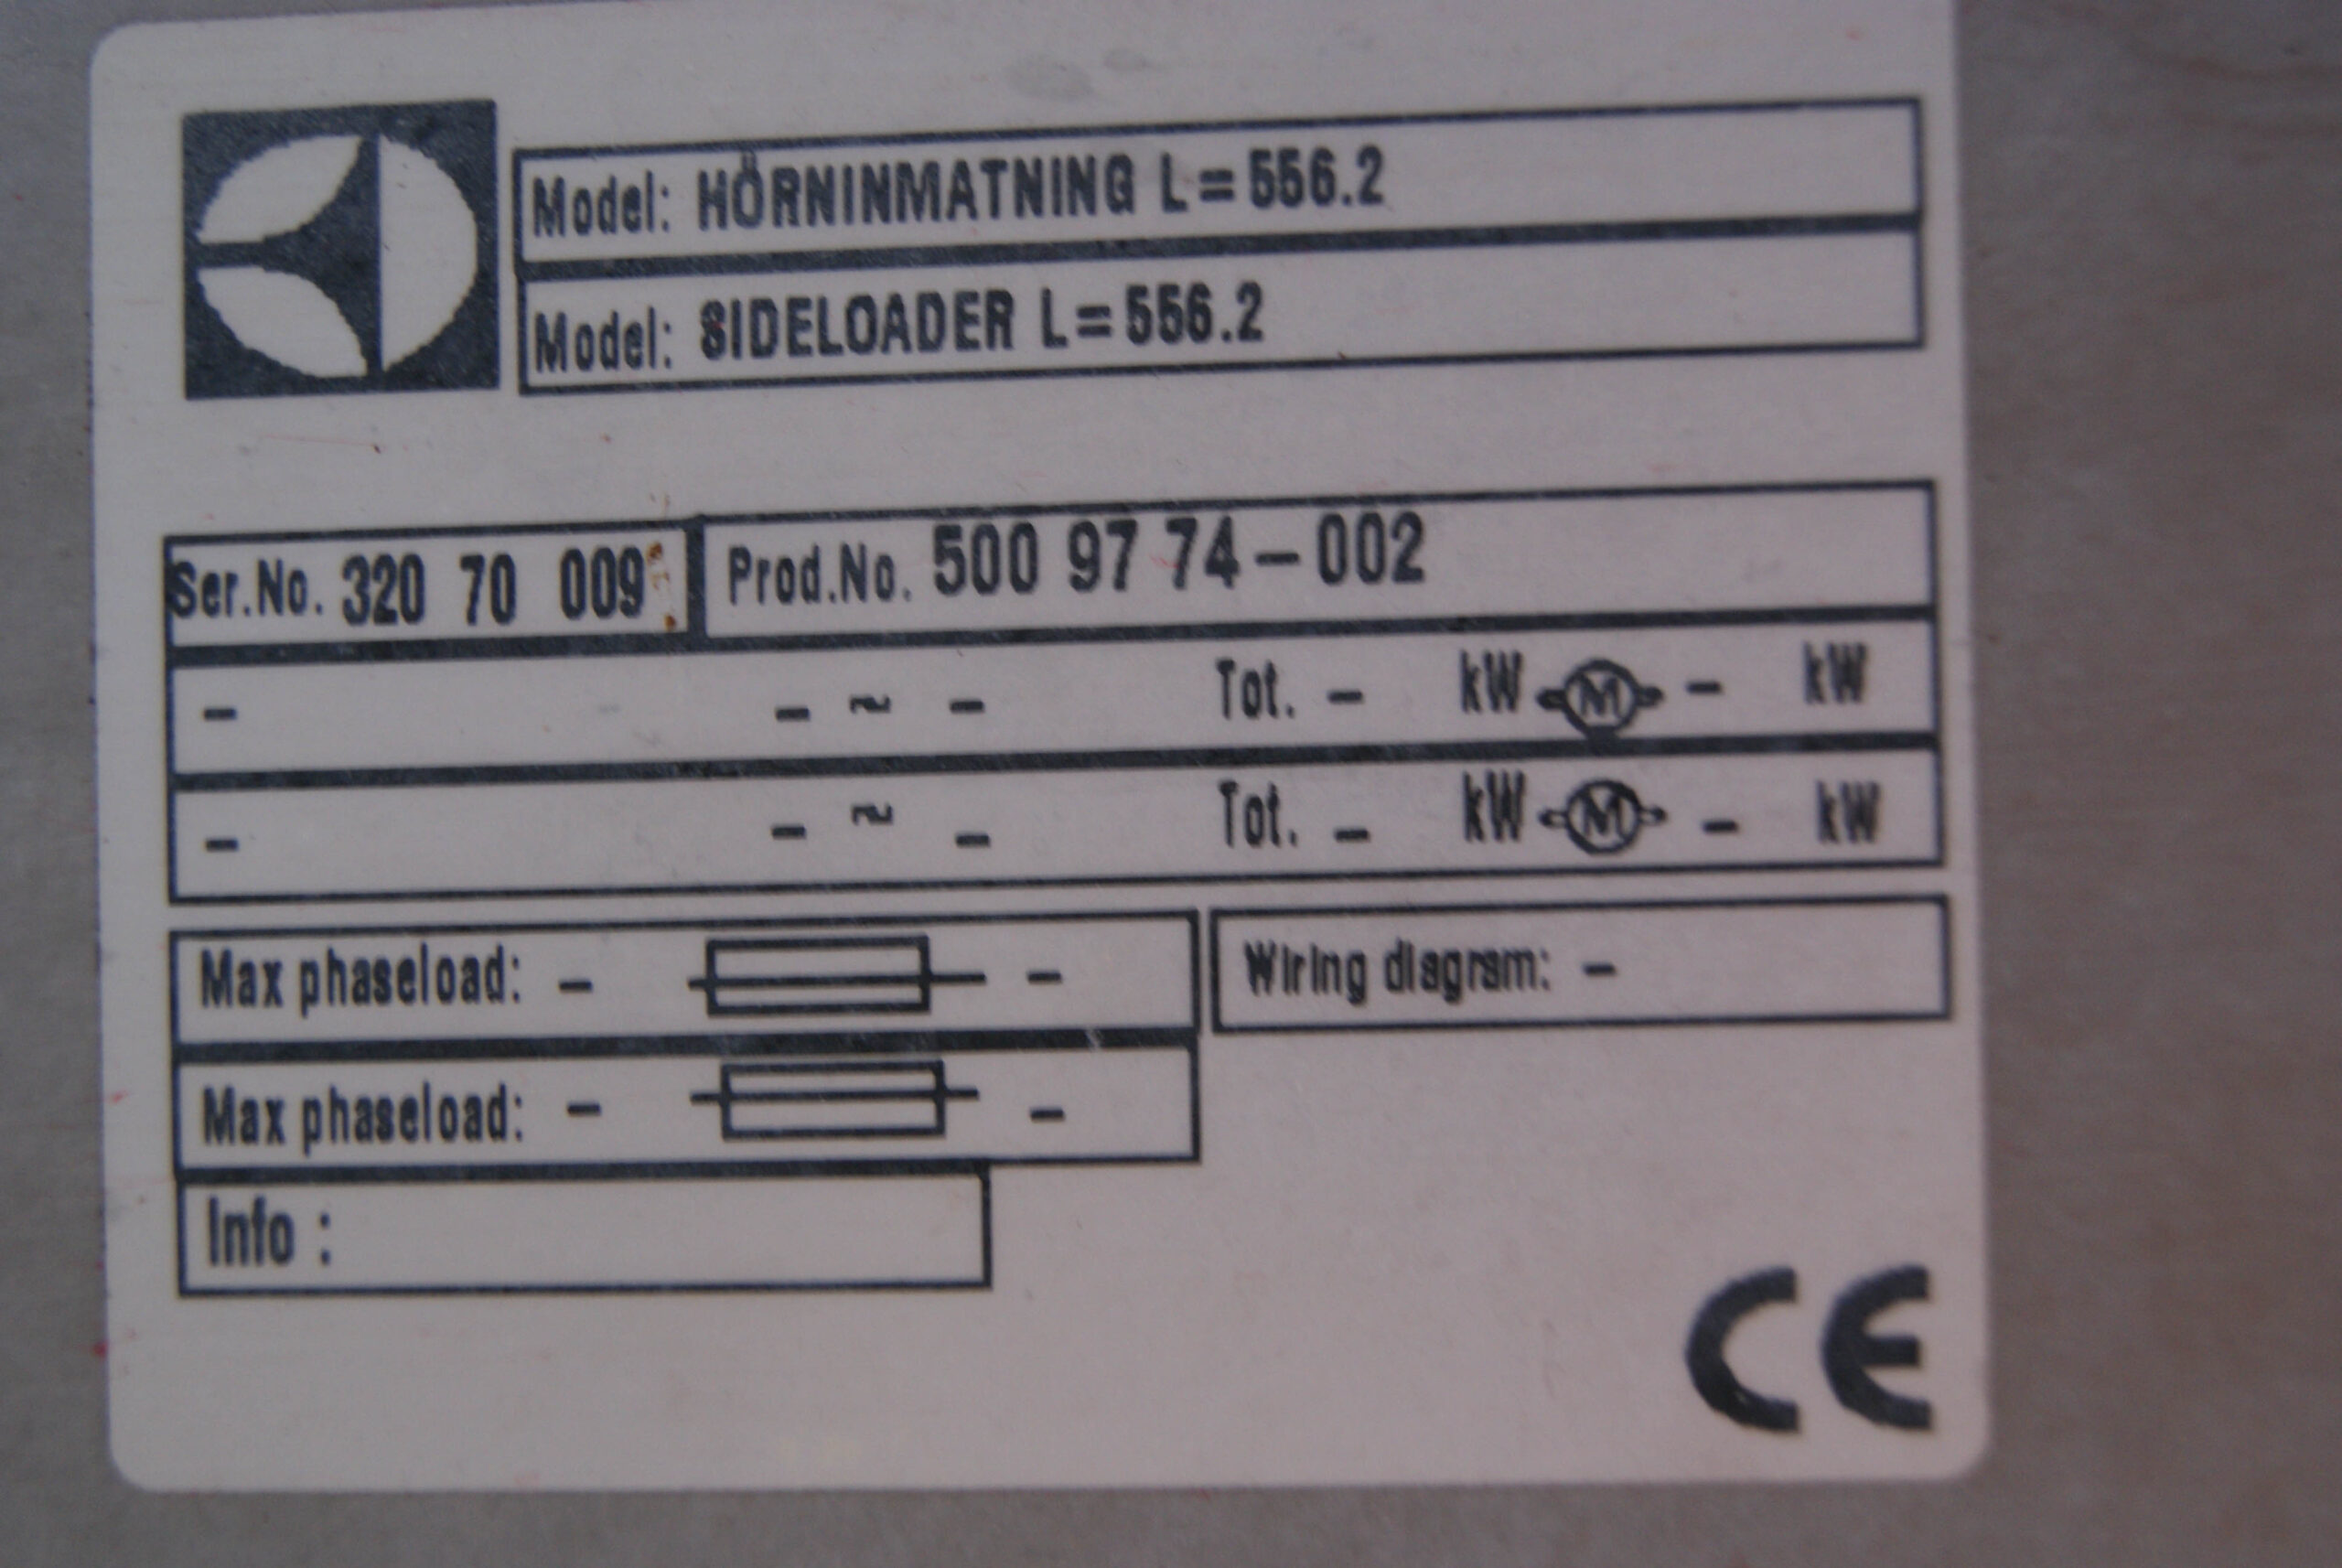 Model: HÖRNINMATNING L=556.2
Model: SIDELOADER L=556.2
Ser.No. 320 70 009 Prod.No. 500 97 74-002
- - ~ - Tot. - kW M - kW
- - ~ - Tot. - kW M - kW
Max phaseload: - - Wiring diagram: -
Max phaseload: - -
Info :
CE